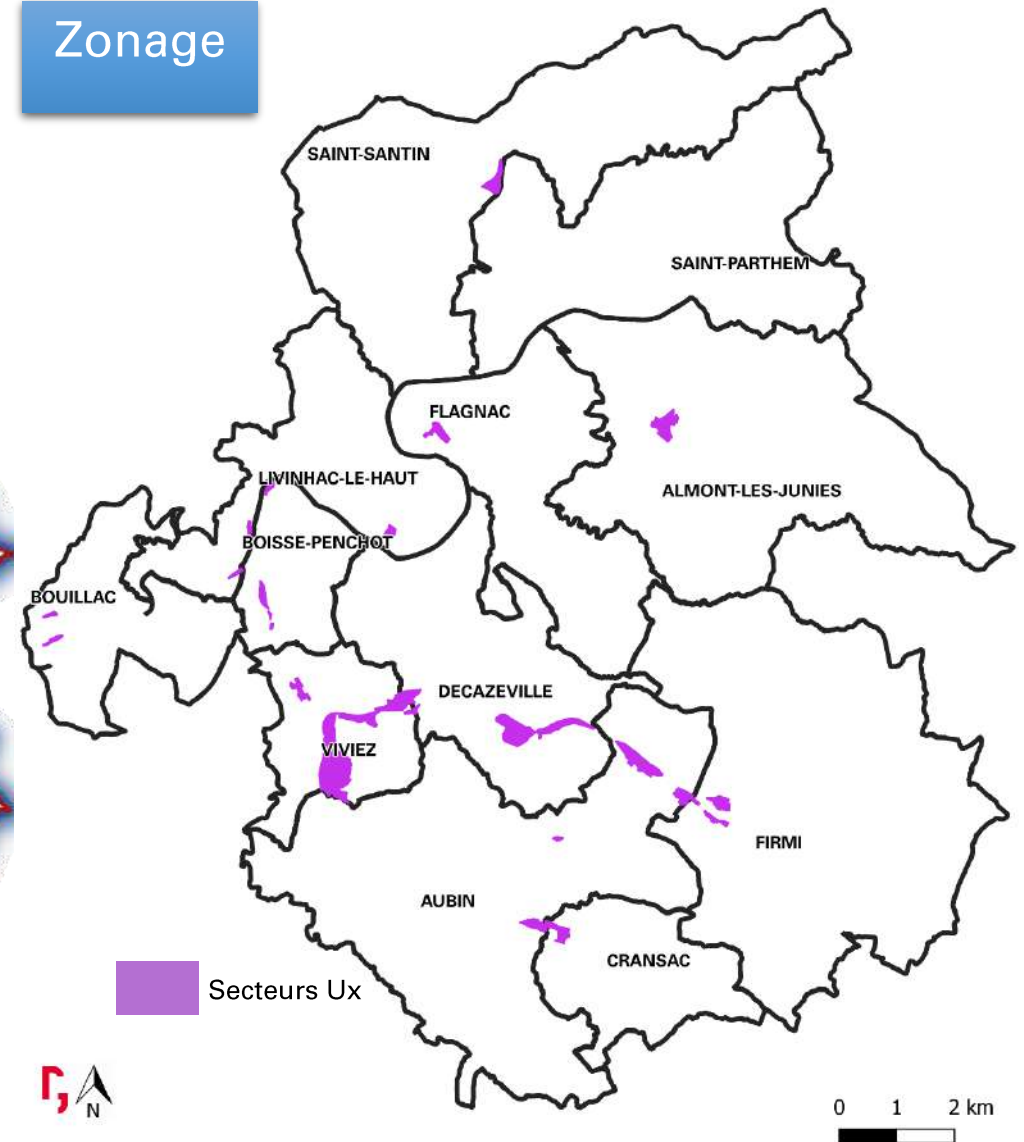 Zonage
SAINT-SANTIN
SAINT-PARTHEM
FLAGNAC
LIVINHAC-LE-HAUT
ALMONT-LES-JUNIES
BOISSE-PENCHOT
BOUILLAC
DECAZEVILLE
VIVIEZ
FIRMI
AUBIN
CRANSAC
Secteurs Ux
N
0 1 2 km